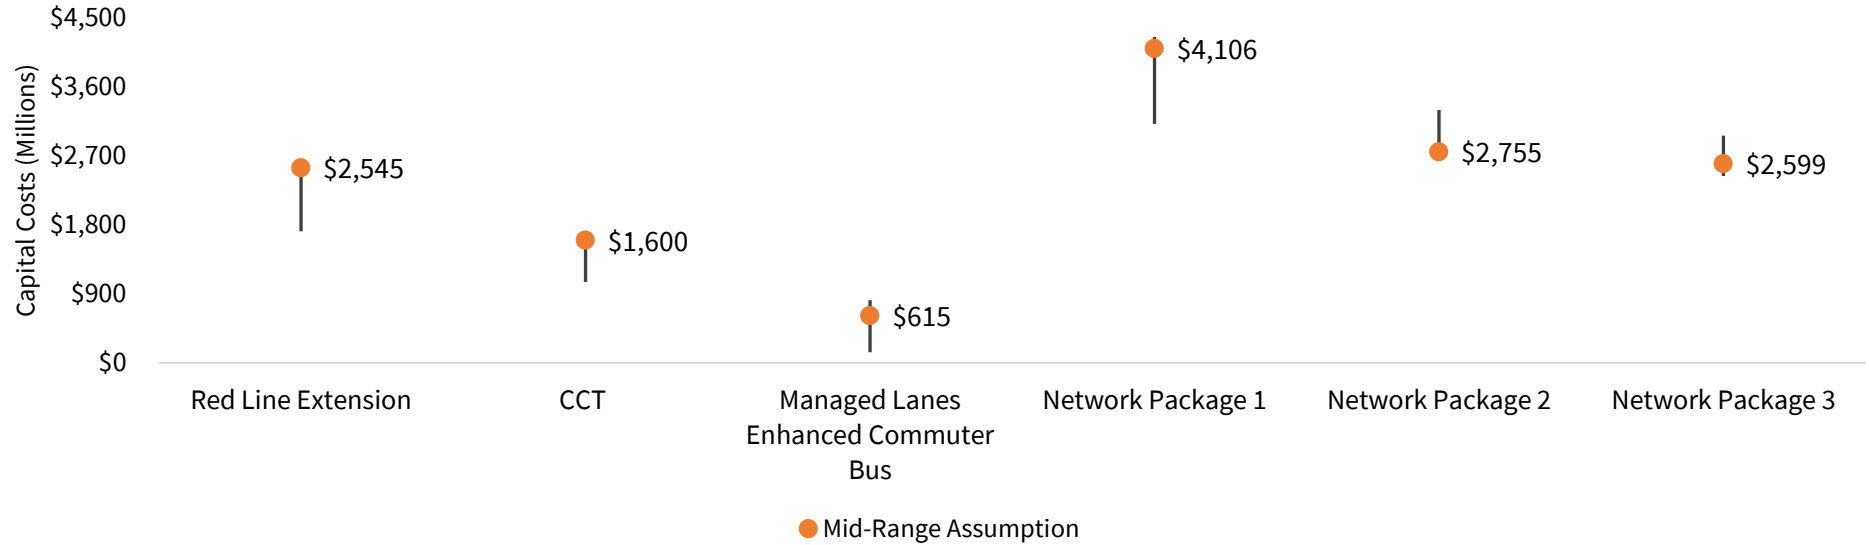 $4,500
$3,600
$2,700
$1,800
$900
$0
Capital Costs (Millions)
$2,545
$1,600
$615
$4,106
$2,755
$2,599
Red Line Extension
CCT
Managed Lanes
Enhanced Commuter
Bus
Network Package 1
Network Package 2
Network Package 3
Mid-Range Assumption